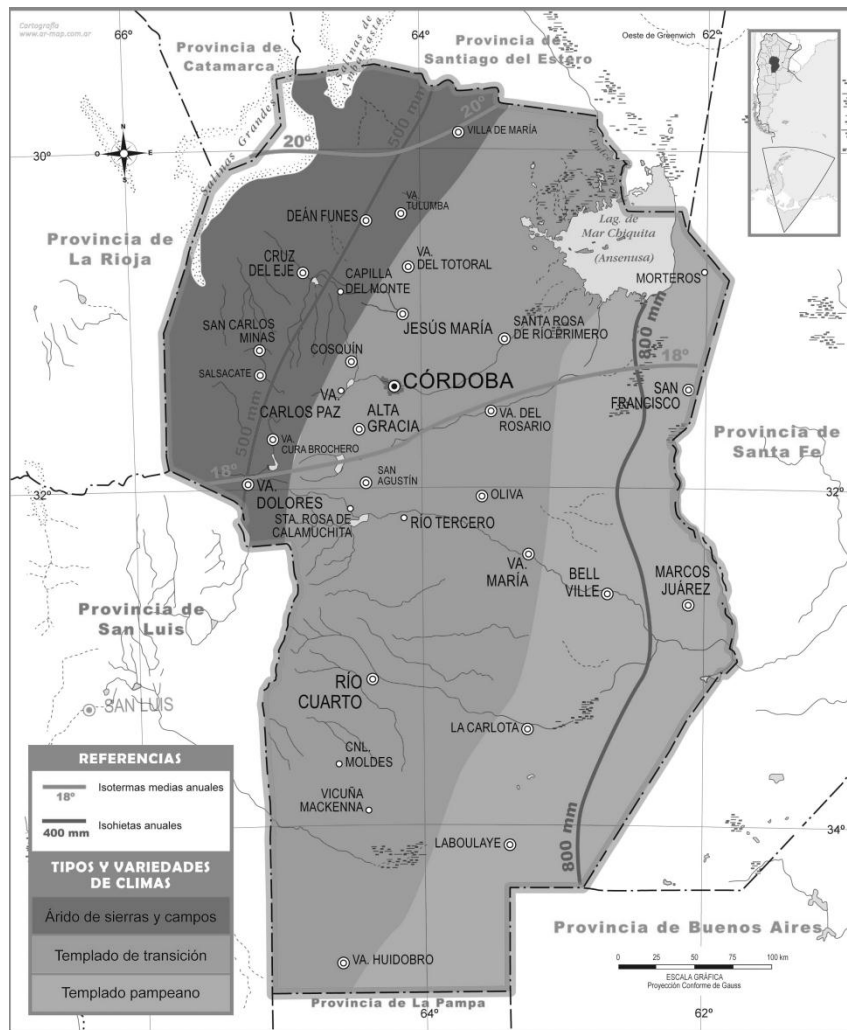 Cartografía
www.ar-map.com.ar
66°
64°
62°
Oeste de Greenwich
Provincia de
Catamarca
Salinas de
Ambargasta
Provincia de
Santiago del Estero
Salinas Grandes
500 mm
20°
20°
VILLA DE MARÍA
R. Dulce
30°
N
O
E
S
VA.
TULUMBA
DEÁN FUNES
Lag. de
Mar Chiquita
(Ansenusa)
Provincia de
La Rioja
CRUZ
DEL EJE
VA.
DEL TOTORAL
CAPILLA
DEL MONTE
MORTEROS
800 mm
SAN CARLOS
MINAS
JESÚS MARÍA
SANTA ROSA
DE RÍO PRIMERO
COSQUÍN
SALSACATE
CÓRDOBA
18°
VA.
CARLOS PAZ
SAN
FRANCISCO
ALTA
GRACIA
VA. DEL
ROSARIO
500 mm
VA.
CURA BROCHERO
Provincia de
Santa Fe
18°
SAN
AGUSTÍN
32°
32°
VA.
DOLORES
OLIVA
STA. ROSA DE
CALAMUCHITA
RÍO TERCERO
VA.
MARÍA
BELL
VILLE
MARCOS
JUÁREZ
Provincia de
San Luis
RÍO
CUARTO
SAN LUIS
LA CARLOTA
CNL.
MOLDES
VICUÑA
MACKENNA
34°
LABOULAYE
800 mm
Provincia de Buenos Aires
VA. HUIDOBRO
Provincia de La Pampa
64°
62°
REFERENCIAS
18°
Isotermas medias anuales
400 mm
Isohietas anuales
TIPOS Y VARIEDADES
DE CLIMAS
Árido de sierras y campos
Templado de transición
Templado pampeano
0 25 50 75 100 km
ESCALA GRÁFICA
Proyección Conforme de Gauss